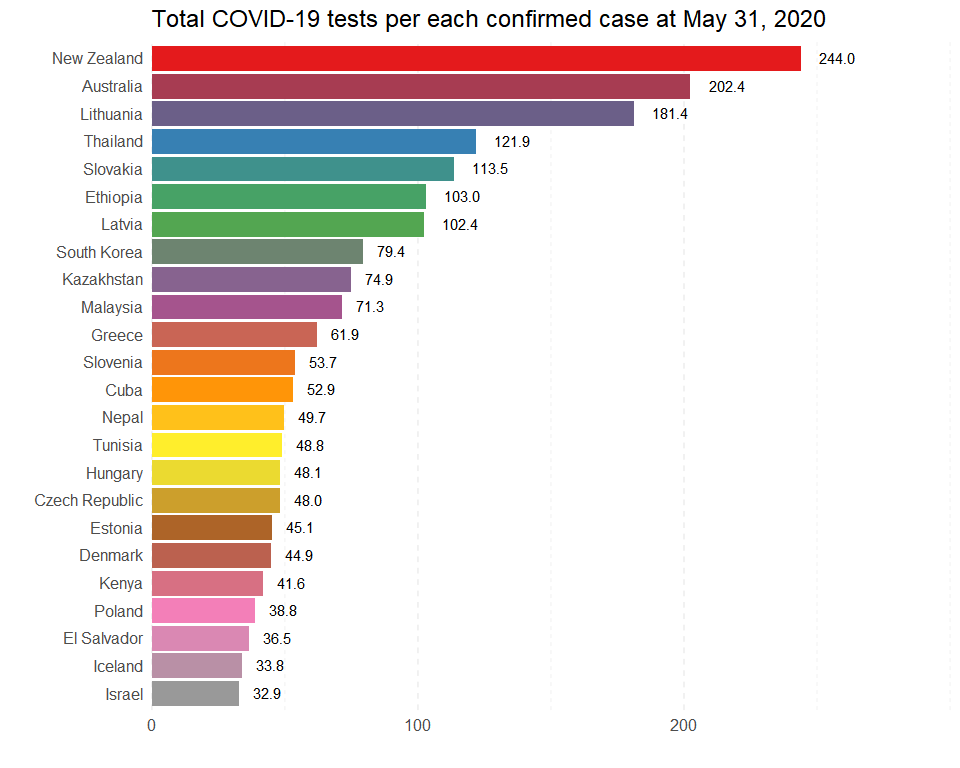 Total COVID-19 tests per each confirmed case at May 31, 2020
New Zealand 244.0
Australia 202.4
Lithuania 181.4
Thailand 121.9
Slovakia 113.5
Ethiopia 103.0
Latvia 102.4
South Korea 79.4
Kazakhstan 74.9
Malaysia 71.3
Greece 61.9
Slovenia 53.7
Cuba 52.9
Nepal 49.7
Tunisia 48.8
Hungary 48.1
Czech Republic 48.0
Estonia 45.1
Denmark 44.9
Kenya 41.6
Poland 38.8
El Salvador 36.5
Iceland 33.8
Israel 32.9
0 100 200